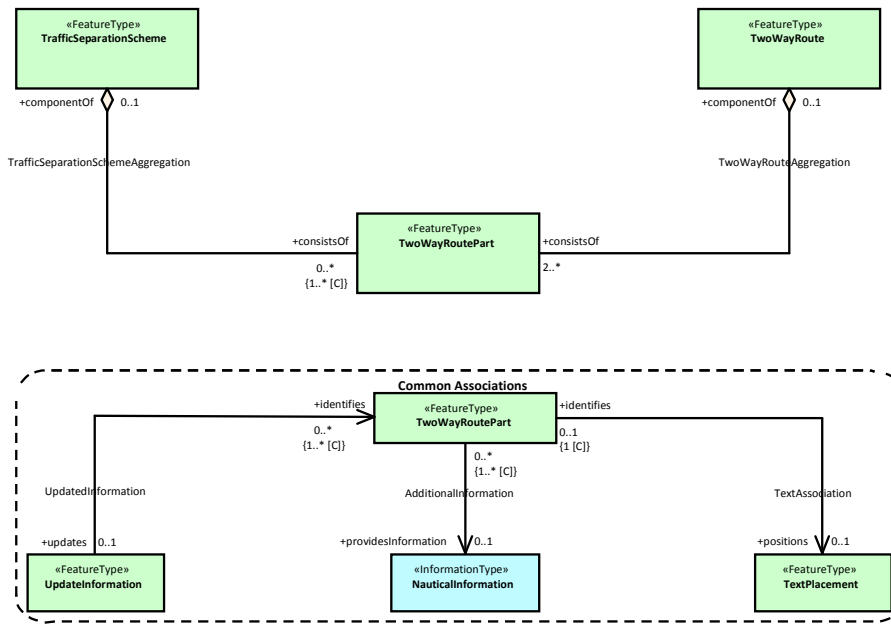 «FeatureType»
TrafficSeparationScheme
«FeatureType»
TwoWayRoute
+componentOf 0..1
+componentOf 0..1
TrafficSeparationSchemeAggregation
TwoWayRouteAggregation
+consistsOf
«FeatureType»
TwoWayRoutePart
+consistsOf
0..*
{1..* [C]}
2..*
Common Associations
+identifies
«FeatureType»
TwoWayRoutePart
+identifies
0..*
{1..* [C]}
0..1
{1 [C]}
0..*
{1..* [C]}
UpdatedInformation
AdditionalInformation
TextAssociation
+updates 0..1
+providesInformation 0..1
+positions 0..1
«FeatureType»
UpdateInformation
«InformationType»
NauticalInformation
«FeatureType»
TextPlacement